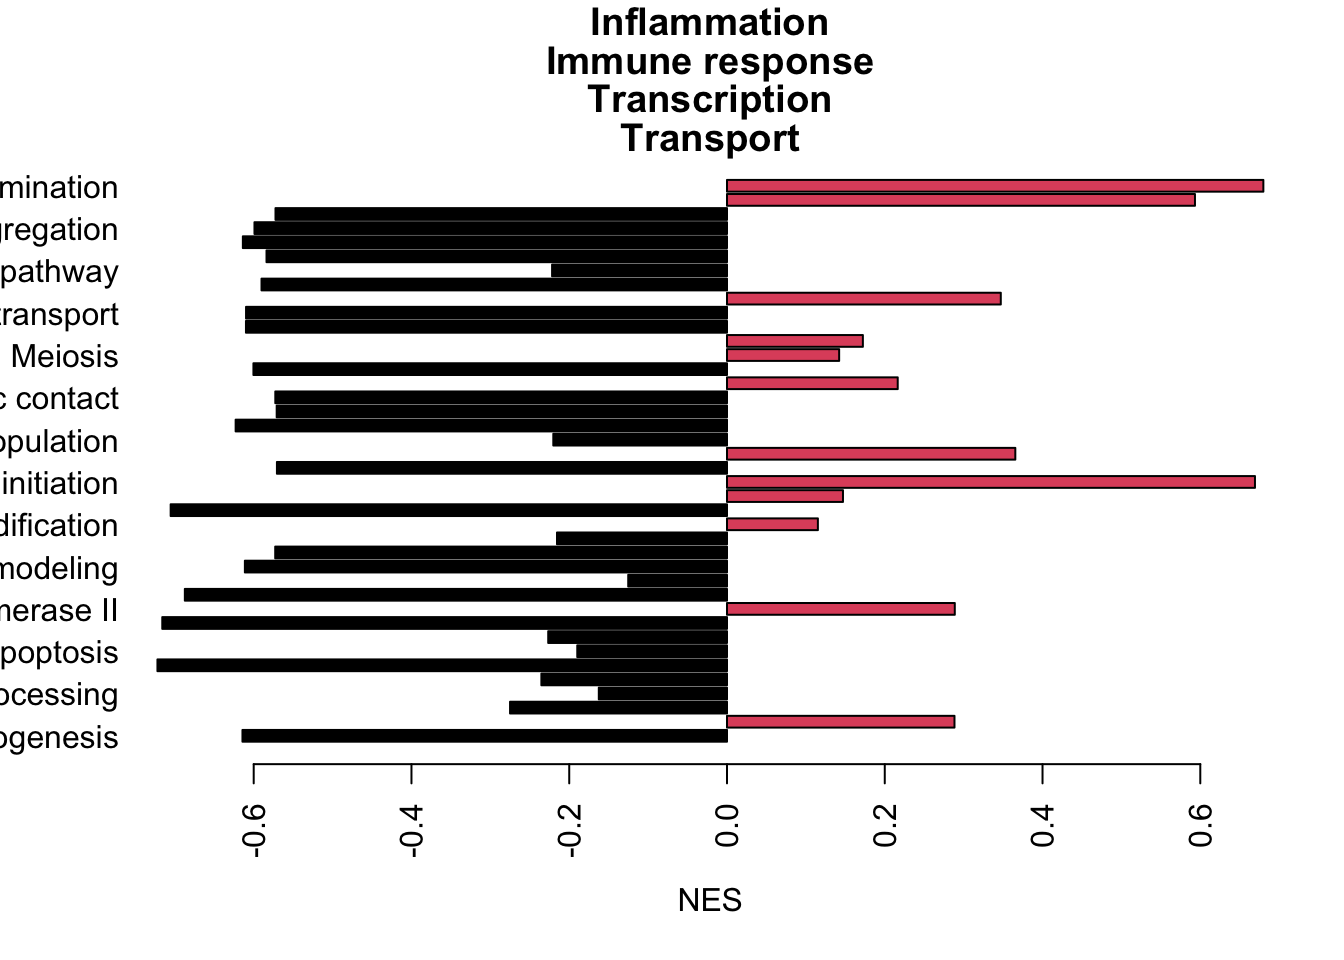 Inflammation
Immune response
Transcription
Transport
mination
regation
pathway
transport
Meiosis
c contact
opulation
initiation
dification
modeling
merase II
poptosis
ocessing
ogenesis
-0.6 -0.4 -0.2 0.0 0.2 0.4 0.6
NES